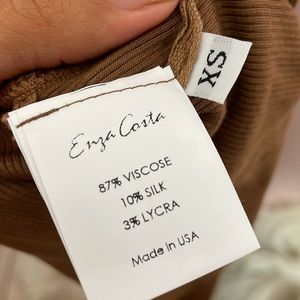 XS
Enza Costa
87% VISCOSE
10% SILK
3% LYCRA
Made in USA